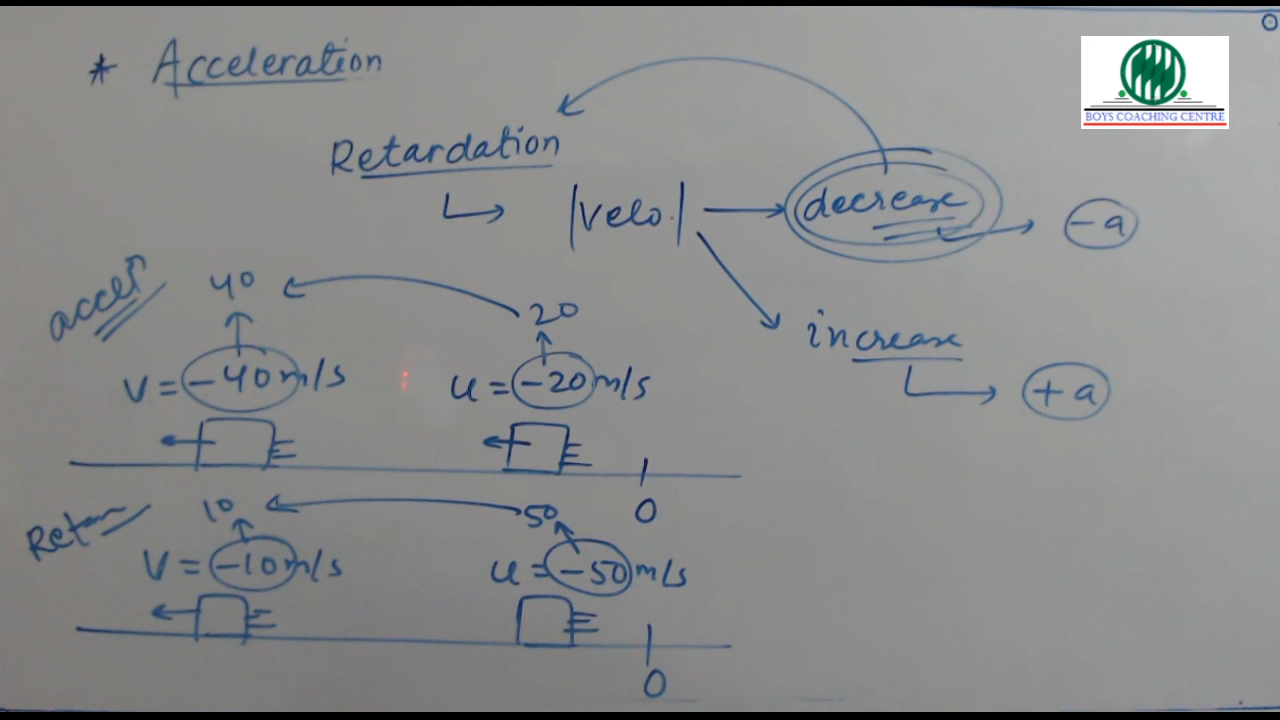 * Acceleration
BOYS COACHING CENTRE
Retardation
|Velo.| → decrease → -a
increase → +a
accer
40
20
V = -40 m/s
u = -20 m/s
0
Retar
10
50
V = -10 m/s
u = -50 m/s
0